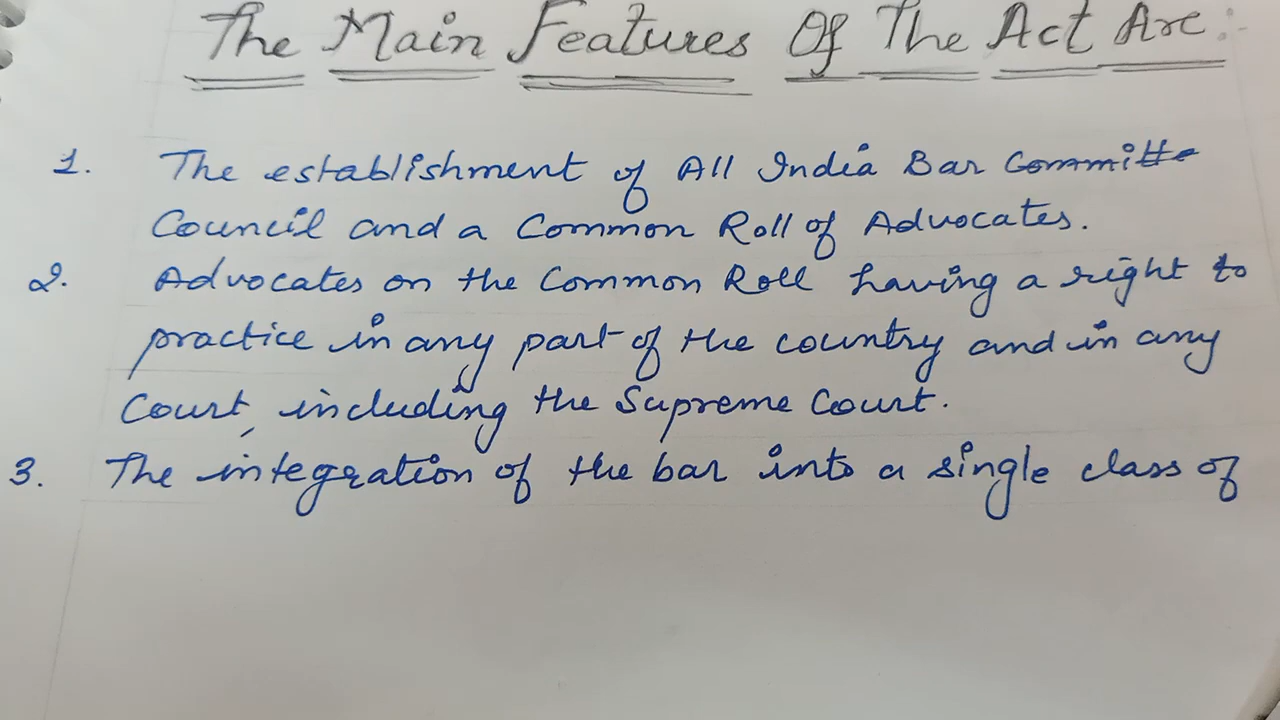 The Main Features Of The Act Are:-
1. The establishment of All India Bar Committe
Council and a Common Roll of Advocates.
2. Advocates on the Common Roll having a right to
practice in any part of the country and in any
Court, including the Supreme Court.
3. The integration of the bar into a single class of